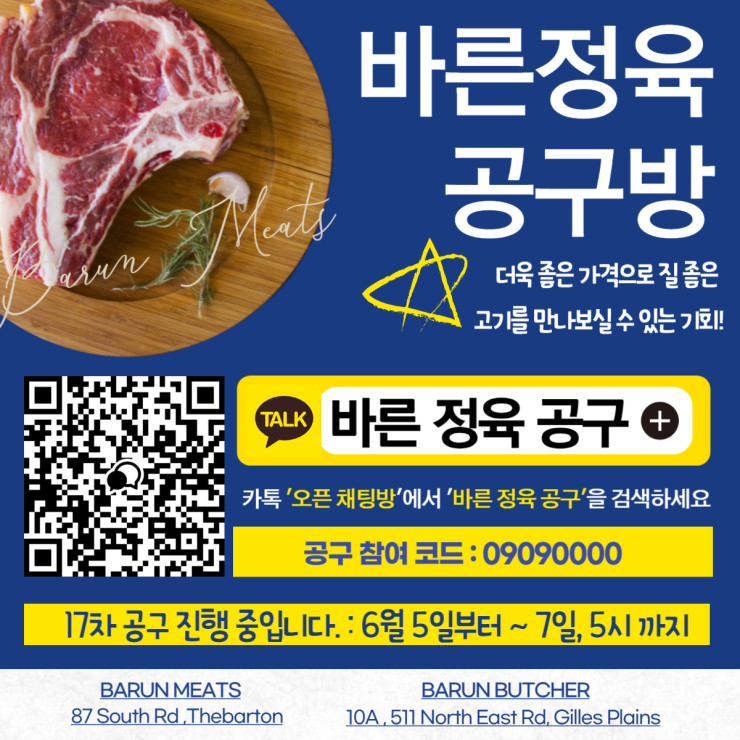 바른정육
공구방
Barun Meats
더욱 좋은 가격으로 질 좋은
고기를 만나보실 수 있는 기회!
TALK 바른 정육 공구 +
카톡 '오픈 채팅방'에서 '바른 정육 공구'을 검색하세요
공구 참여 코드 : 09090000
17차 공구 진행 중입니다. : 6월 5일부터 ~ 7일, 5시 까지
BARUN MEATS
87 South Rd ,Thebarton
BARUN BUTCHER
10A , 511 North East Rd, Gilles Plains